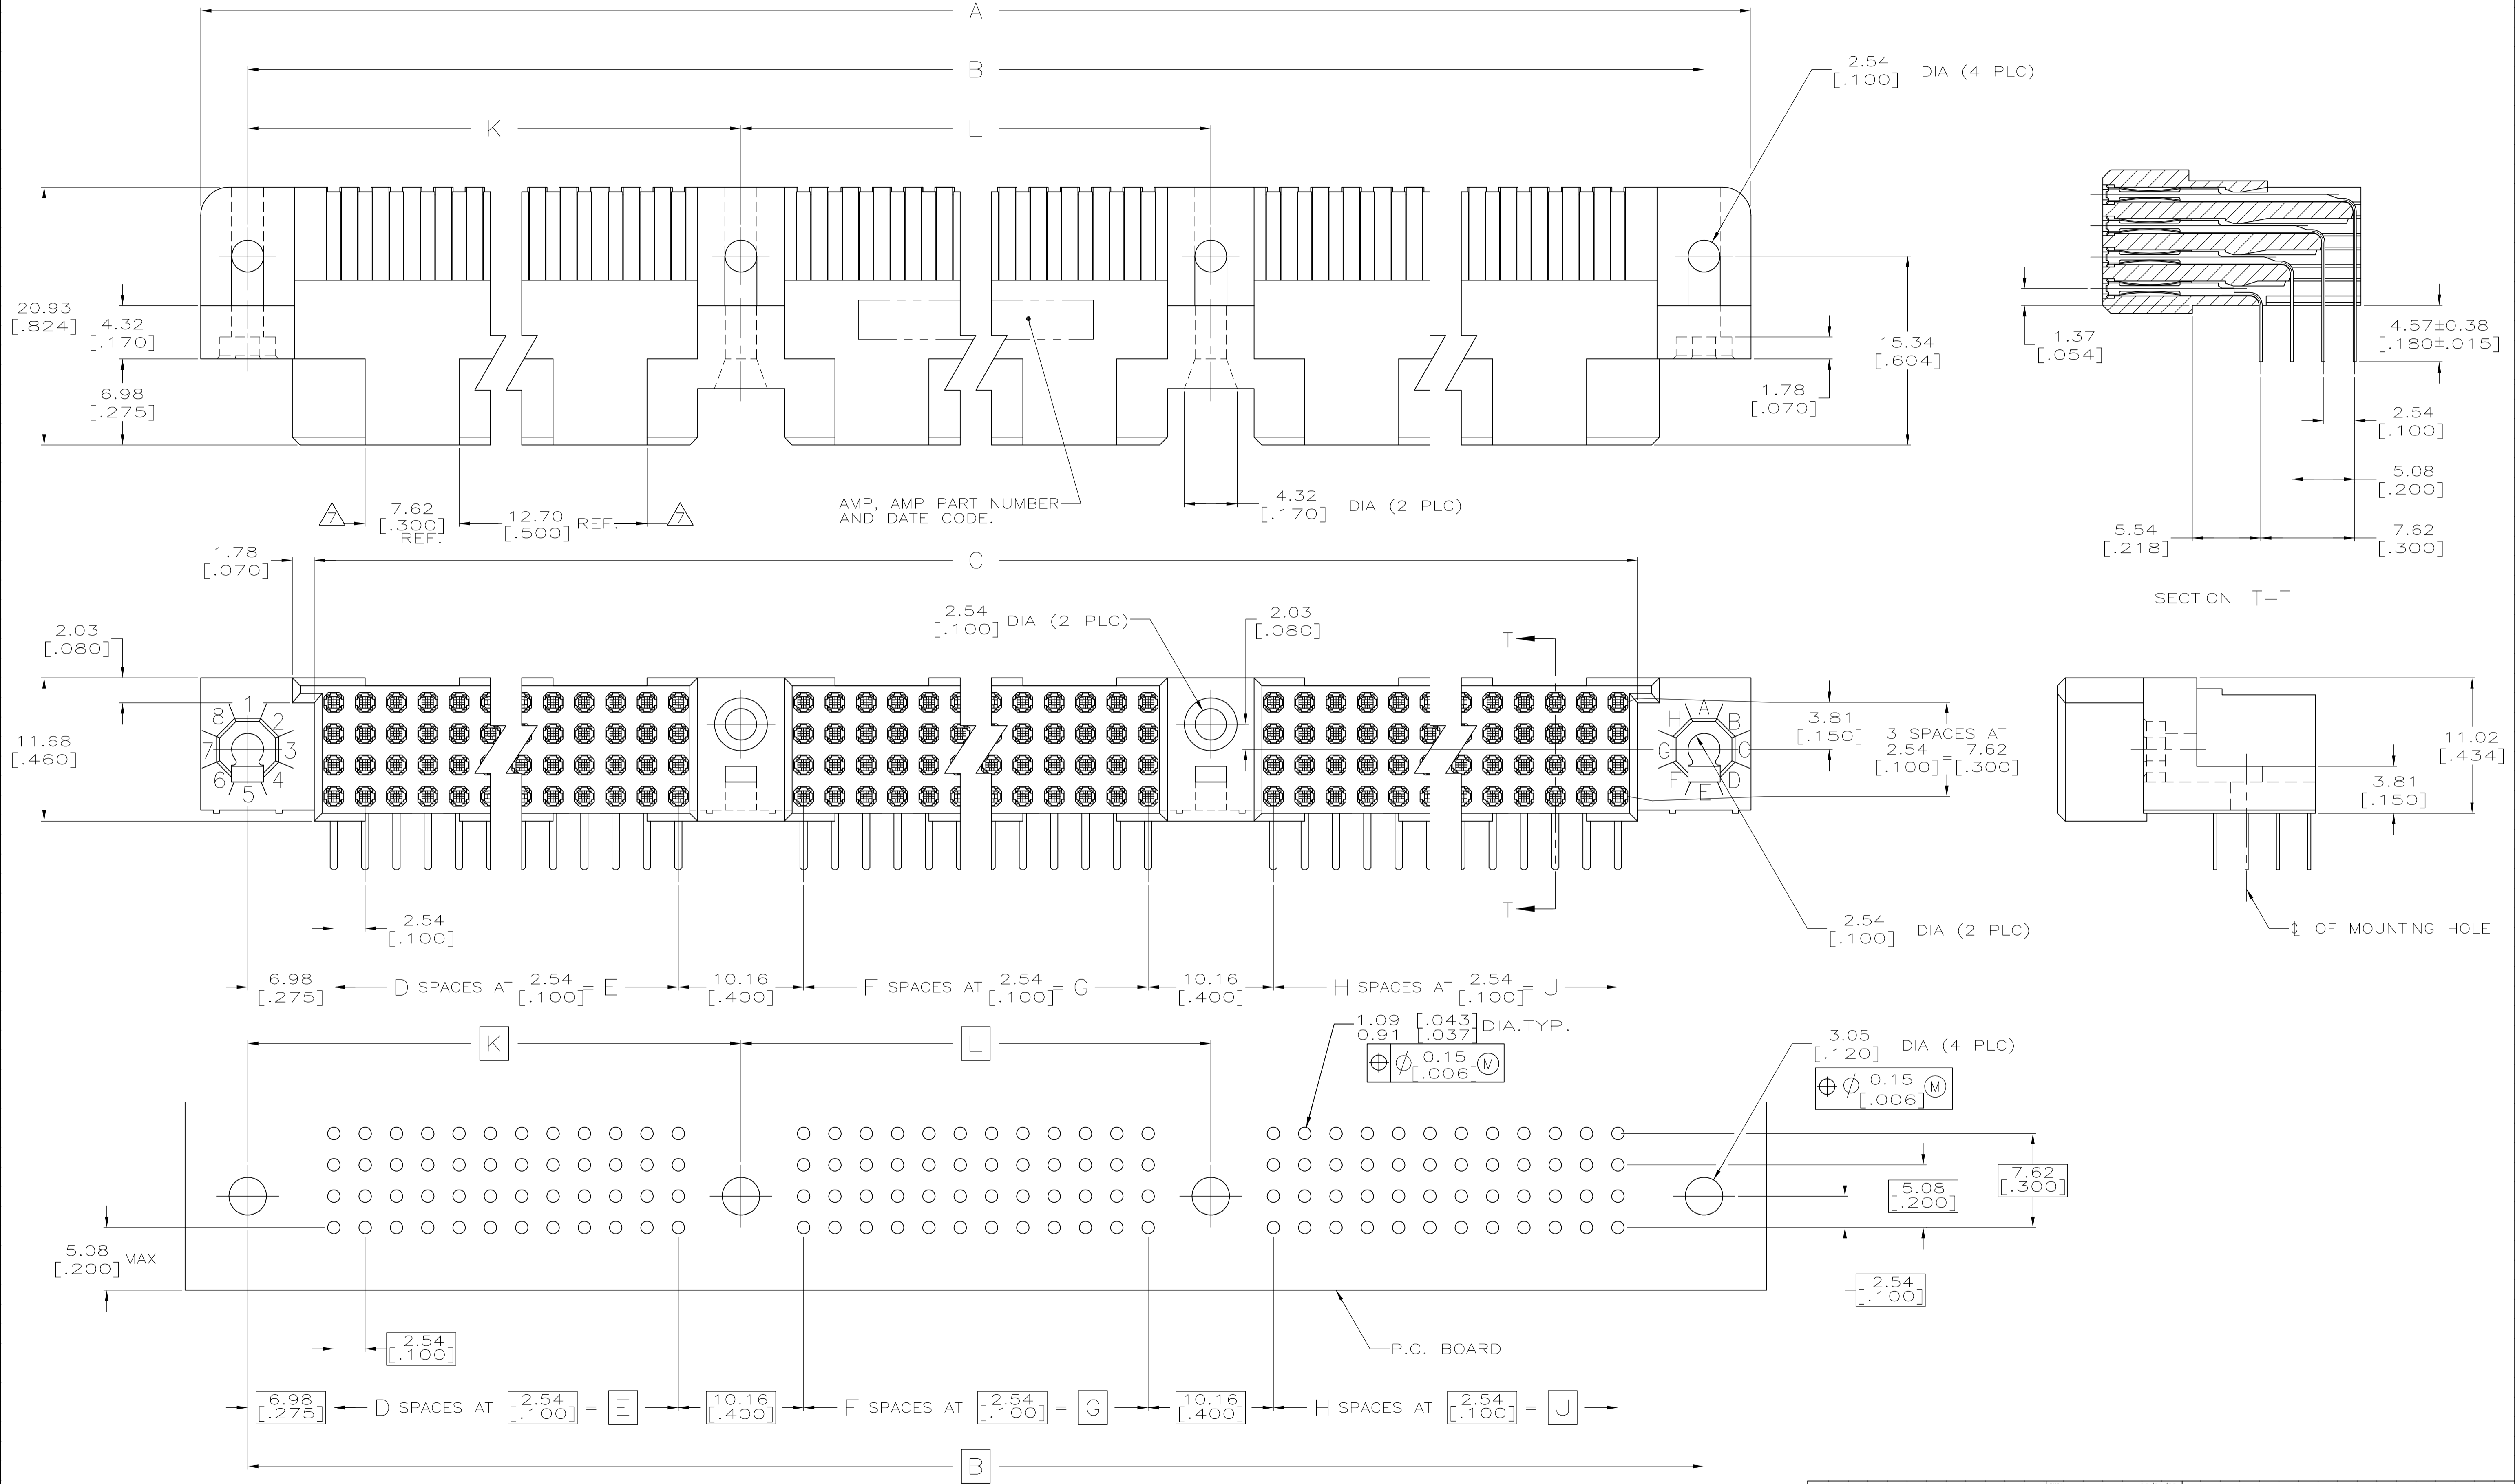 A
B
2.54
[.100] DIA (4 PLC)
K
L
20.93
[.824]
4.32
[.170]
6.98
[.275]
15.34
[.604]
1.78
[.070]
1.37
[.054]
4.57±0.38
[.180±.015]
2.54
[.100]
5.08
[.200]
5.54
[.218]
7.62
[.300]
SECTION T-T
7
7.62
[.300]
REF.
12.70
[.500] REF.
7
AMP, AMP PART NUMBER
AND DATE CODE.
4.32
[.170] DIA (2 PLC)
1.78
[.070]
C
2.03
[.080]
2.54
[.100] DIA (2 PLC)
2.03
[.080]
T
11.68
[.460]
1
2
3
4
5
6
7
8
A
B
C
D
E
F
G
H
3.81
[.150]
3 SPACES AT
2.54 = 7.62
[.100] [.300]
11.02
[.434]
3.81
[.150]
T
2.54
[.100]
2.54
[.100] DIA (2 PLC)
℄ OF MOUNTING HOLE
6.98
[.275]
D SPACES AT 2.54 = E
[.100]
10.16
[.400]
F SPACES AT 2.54 = G
[.100]
10.16
[.400]
H SPACES AT 2.54 = J
[.100]
K
L
1.09 [.043] DIA.TYP.
0.91 [.037]
⌖ ∅ 0.15 Ⓜ
[.006]
3.05
[.120] DIA (4 PLC)
⌖ ∅ 0.15 Ⓜ
[.006]
5.08
[.200] MAX
7.62
[.300]
5.08
[.200]
2.54
[.100]
2.54
[.100]
P.C. BOARD
6.98
[.275]
D SPACES AT 2.54 = E
[.100]
10.16
[.400]
F SPACES AT 2.54 = G
[.100]
10.16
[.400]
H SPACES AT 2.54 = J
[.100]
B